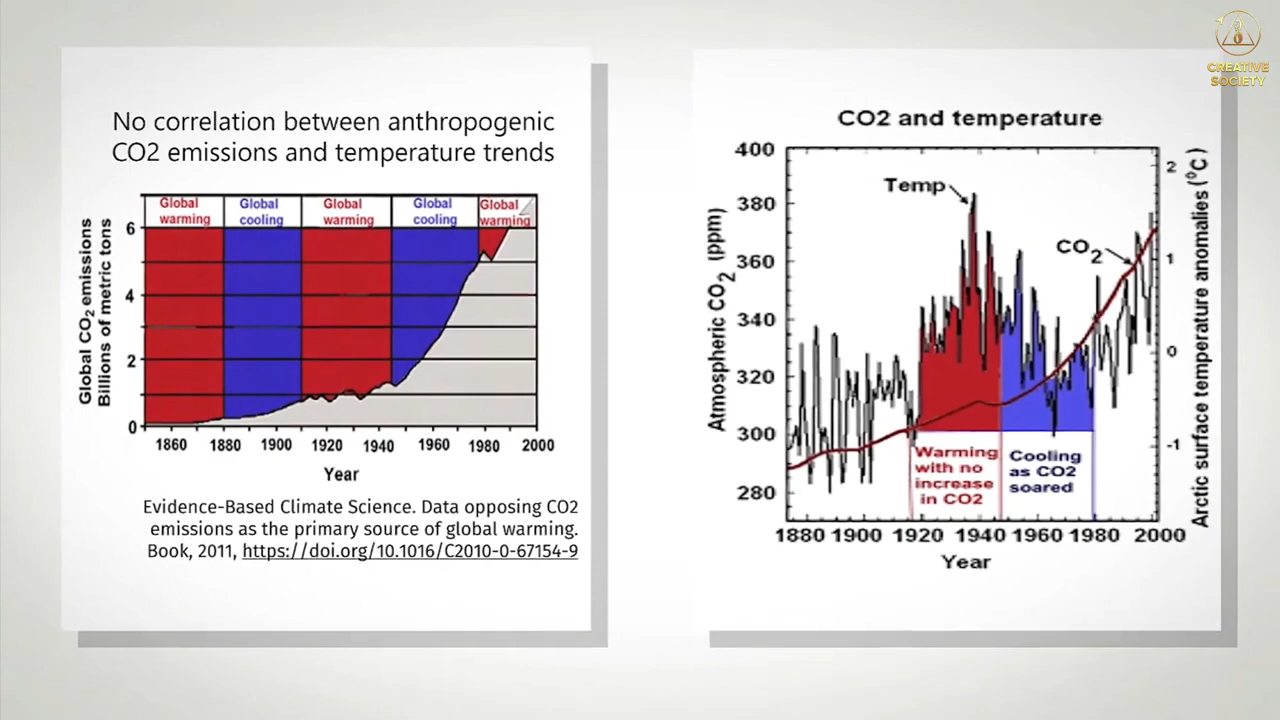 CREATIVE
SOCIETY
No correlation between anthropogenic
CO2 emissions and temperature trends
Global
warming
Global
cooling
Global
warming
Global
cooling
Global
warming
Global CO2 emissions
Billions of metric tons
6
4
2
0
1860 1880 1900 1920 1940 1960 1980 2000
Year
Evidence-Based Climate Science. Data opposing CO2
emissions as the primary source of global warming.
Book, 2011, https://doi.org/10.1016/C2010-0-67154-9
CO2 and temperature
Atmospheric CO2 (ppm)
400
380
360
340
320
300
280
Temp
CO2
2
1
0
-1
Arctic surface temperature anomalies (°C)
Warming
with no
increase
in CO2
Cooling
as CO2
soared
1880 1900 1920 1940 1960 1980 2000
Year